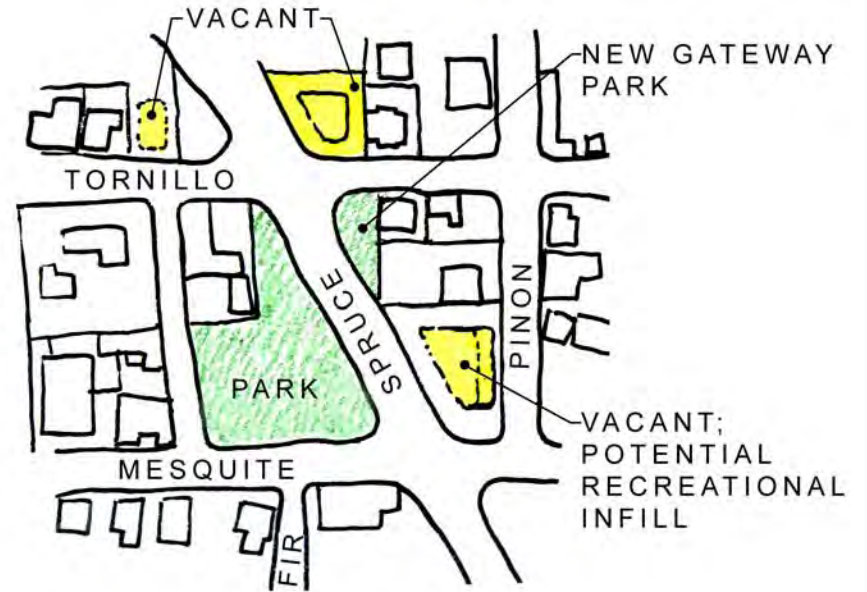 VACANT
NEW GATEWAY
PARK
TORNILLO
SPRUCE
PINON
PARK
VACANT;
POTENTIAL
RECREATIONAL
INFILL
MESQUITE
FIR